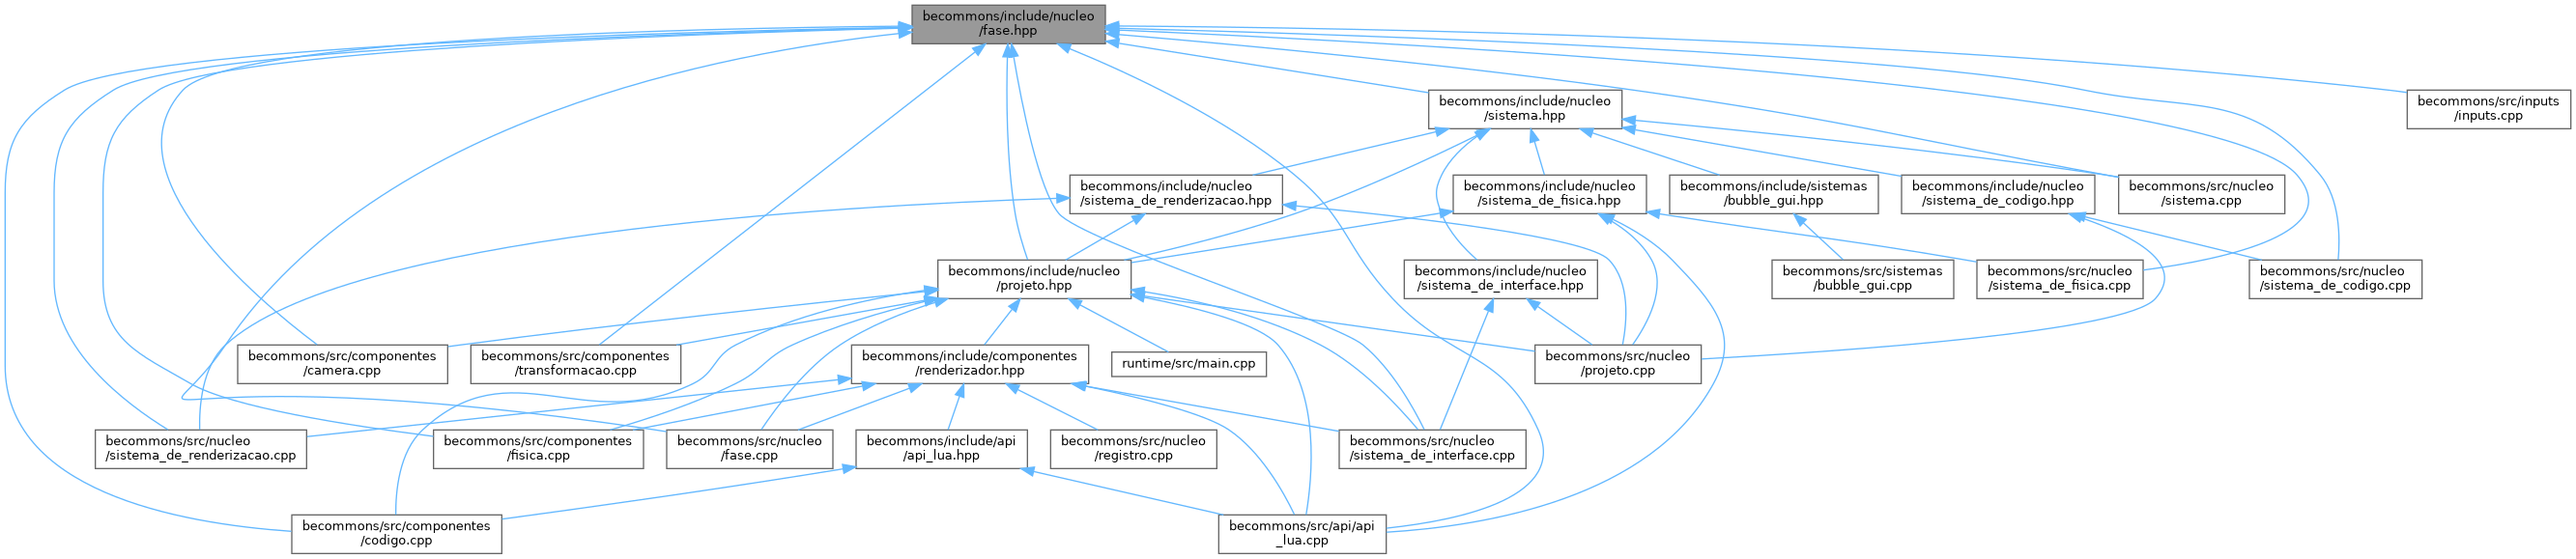 becommons/include/nucleo
/fase.hpp
becommons/include/nucleo
/sistema.hpp
becommons/src/inputs
/inputs.cpp
becommons/include/nucleo
/sistema_de_renderizacao.hpp
becommons/include/nucleo
/sistema_de_fisica.hpp
becommons/include/sistemas
/bubble_gui.hpp
becommons/include/nucleo
/sistema_de_codigo.hpp
becommons/src/nucleo
/sistema.cpp
becommons/include/nucleo
/projeto.hpp
becommons/include/nucleo
/sistema_de_interface.hpp
becommons/src/sistemas
/bubble_gui.cpp
becommons/src/nucleo
/sistema_de_fisica.cpp
becommons/src/nucleo
/sistema_de_codigo.cpp
becommons/src/componentes
/camera.cpp
becommons/src/componentes
/transformacao.cpp
becommons/include/componentes
/renderizador.hpp
runtime/src/main.cpp
becommons/src/nucleo
/projeto.cpp
becommons/src/nucleo
/sistema_de_renderizacao.cpp
becommons/src/componentes
/fisica.cpp
becommons/src/nucleo
/fase.cpp
becommons/include/api
/api_lua.hpp
becommons/src/nucleo
/registro.cpp
becommons/src/nucleo
/sistema_de_interface.cpp
becommons/src/componentes
/codigo.cpp
becommons/src/api/api
_lua.cpp